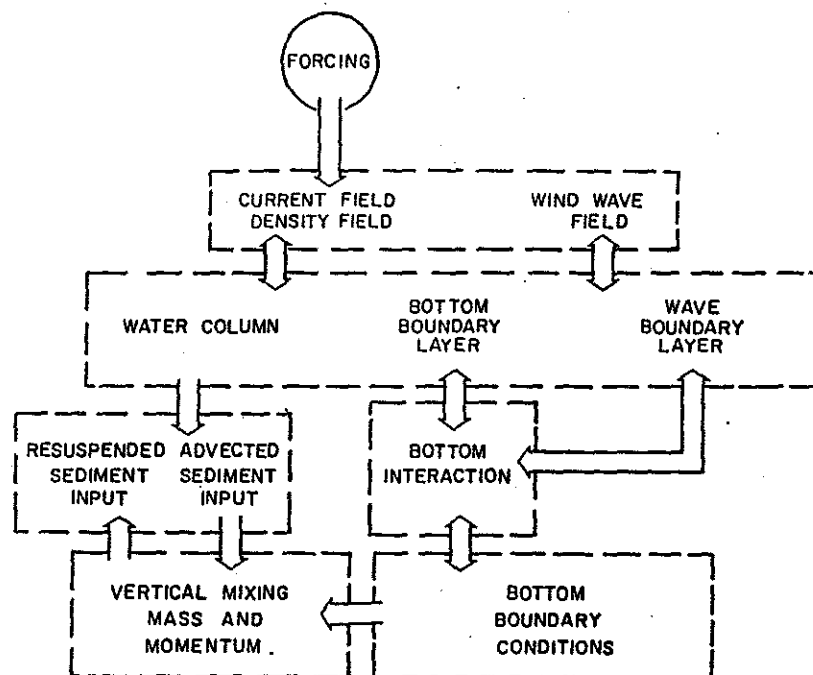 FORCING
CURRENT FIELD
DENSITY FIELD
WIND WAVE
FIELD
WATER COLUMN
BOTTOM
BOUNDARY
LAYER
WAVE
BOUNDARY
LAYER
RESUSPENDED
SEDIMENT
INPUT
ADVECTED
SEDIMENT
INPUT
BOTTOM
INTERACTION
VERTICAL MIXING
MASS AND
MOMENTUM.
BOTTOM
BOUNDARY
CONDITIONS